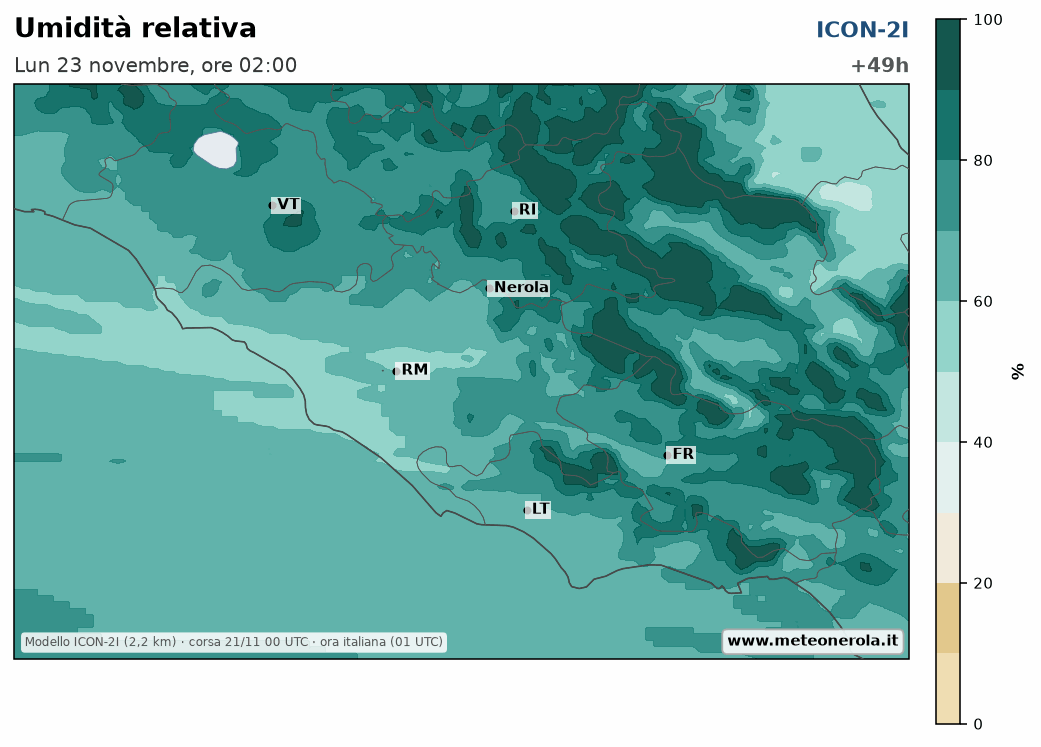 Umidità relativa
ICON-2I
Lun 23 novembre, ore 02:00
+49h
100
80
60
40
20
0
%
VT
RI
Nerola
RM
FR
LT
Modello ICON-2I (2,2 km) · corsa 21/11 00 UTC · ora italiana (01 UTC)
www.meteonerola.it